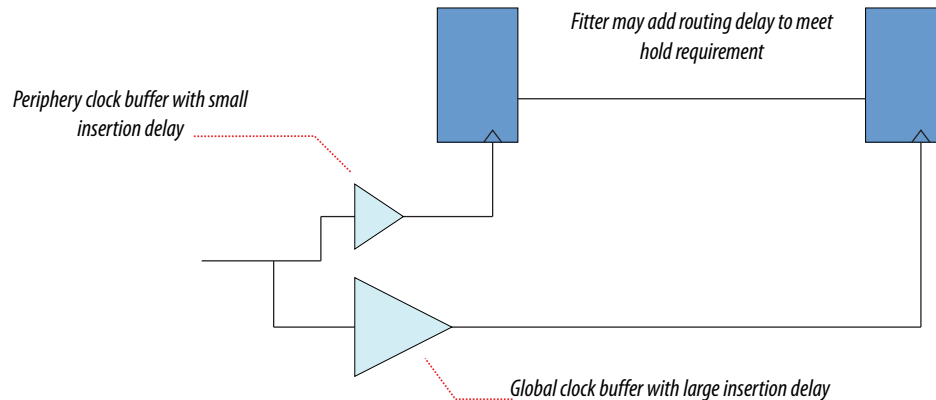 Fitter may add routing delay to meet
hold requirement
Periphery clock buffer with small
insertion delay
Global clock buffer with large insertion delay